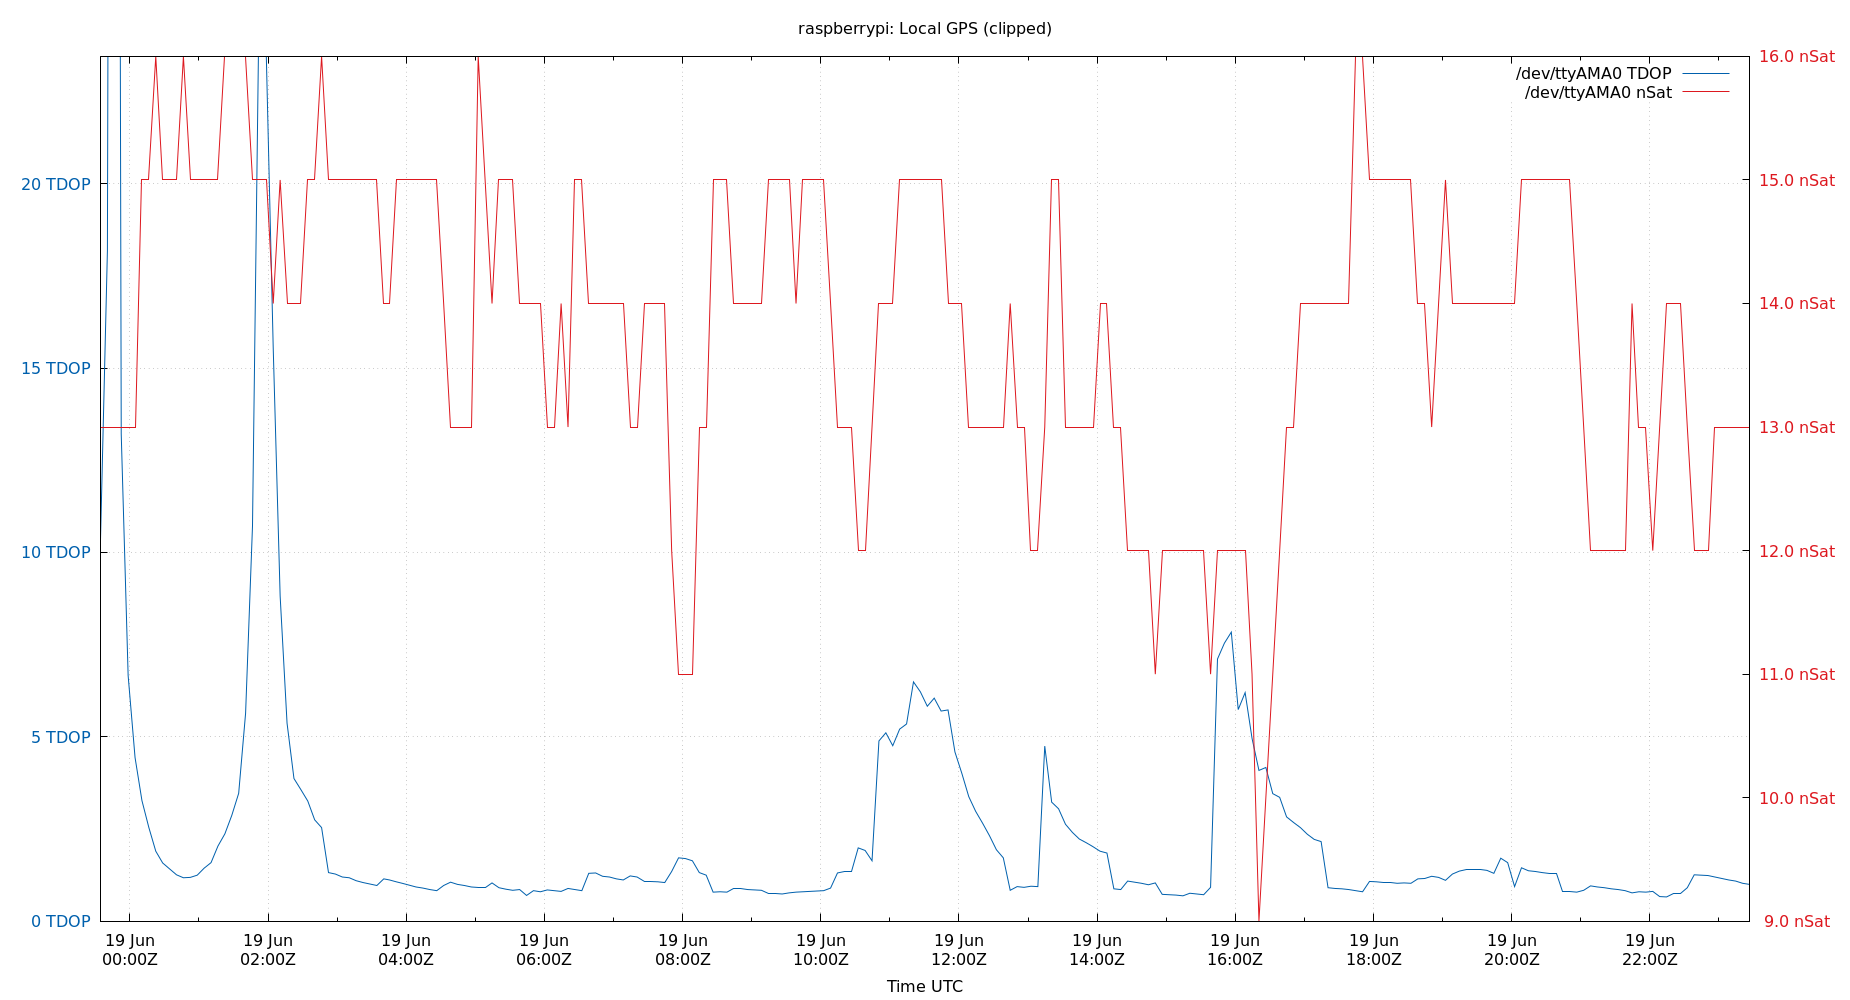 raspberrypi: Local GPS (clipped)
/dev/ttyAMA0 TDOP
/dev/ttyAMA0 nSat
20 TDOP
15 TDOP
10 TDOP
5 TDOP
0 TDOP
16.0 nSat
15.0 nSat
14.0 nSat
13.0 nSat
12.0 nSat
11.0 nSat
10.0 nSat
9.0 nSat
19 Jun
00:00Z
19 Jun
02:00Z
19 Jun
04:00Z
19 Jun
06:00Z
19 Jun
08:00Z
19 Jun
10:00Z
19 Jun
12:00Z
19 Jun
14:00Z
19 Jun
16:00Z
19 Jun
18:00Z
19 Jun
20:00Z
19 Jun
22:00Z
Time UTC